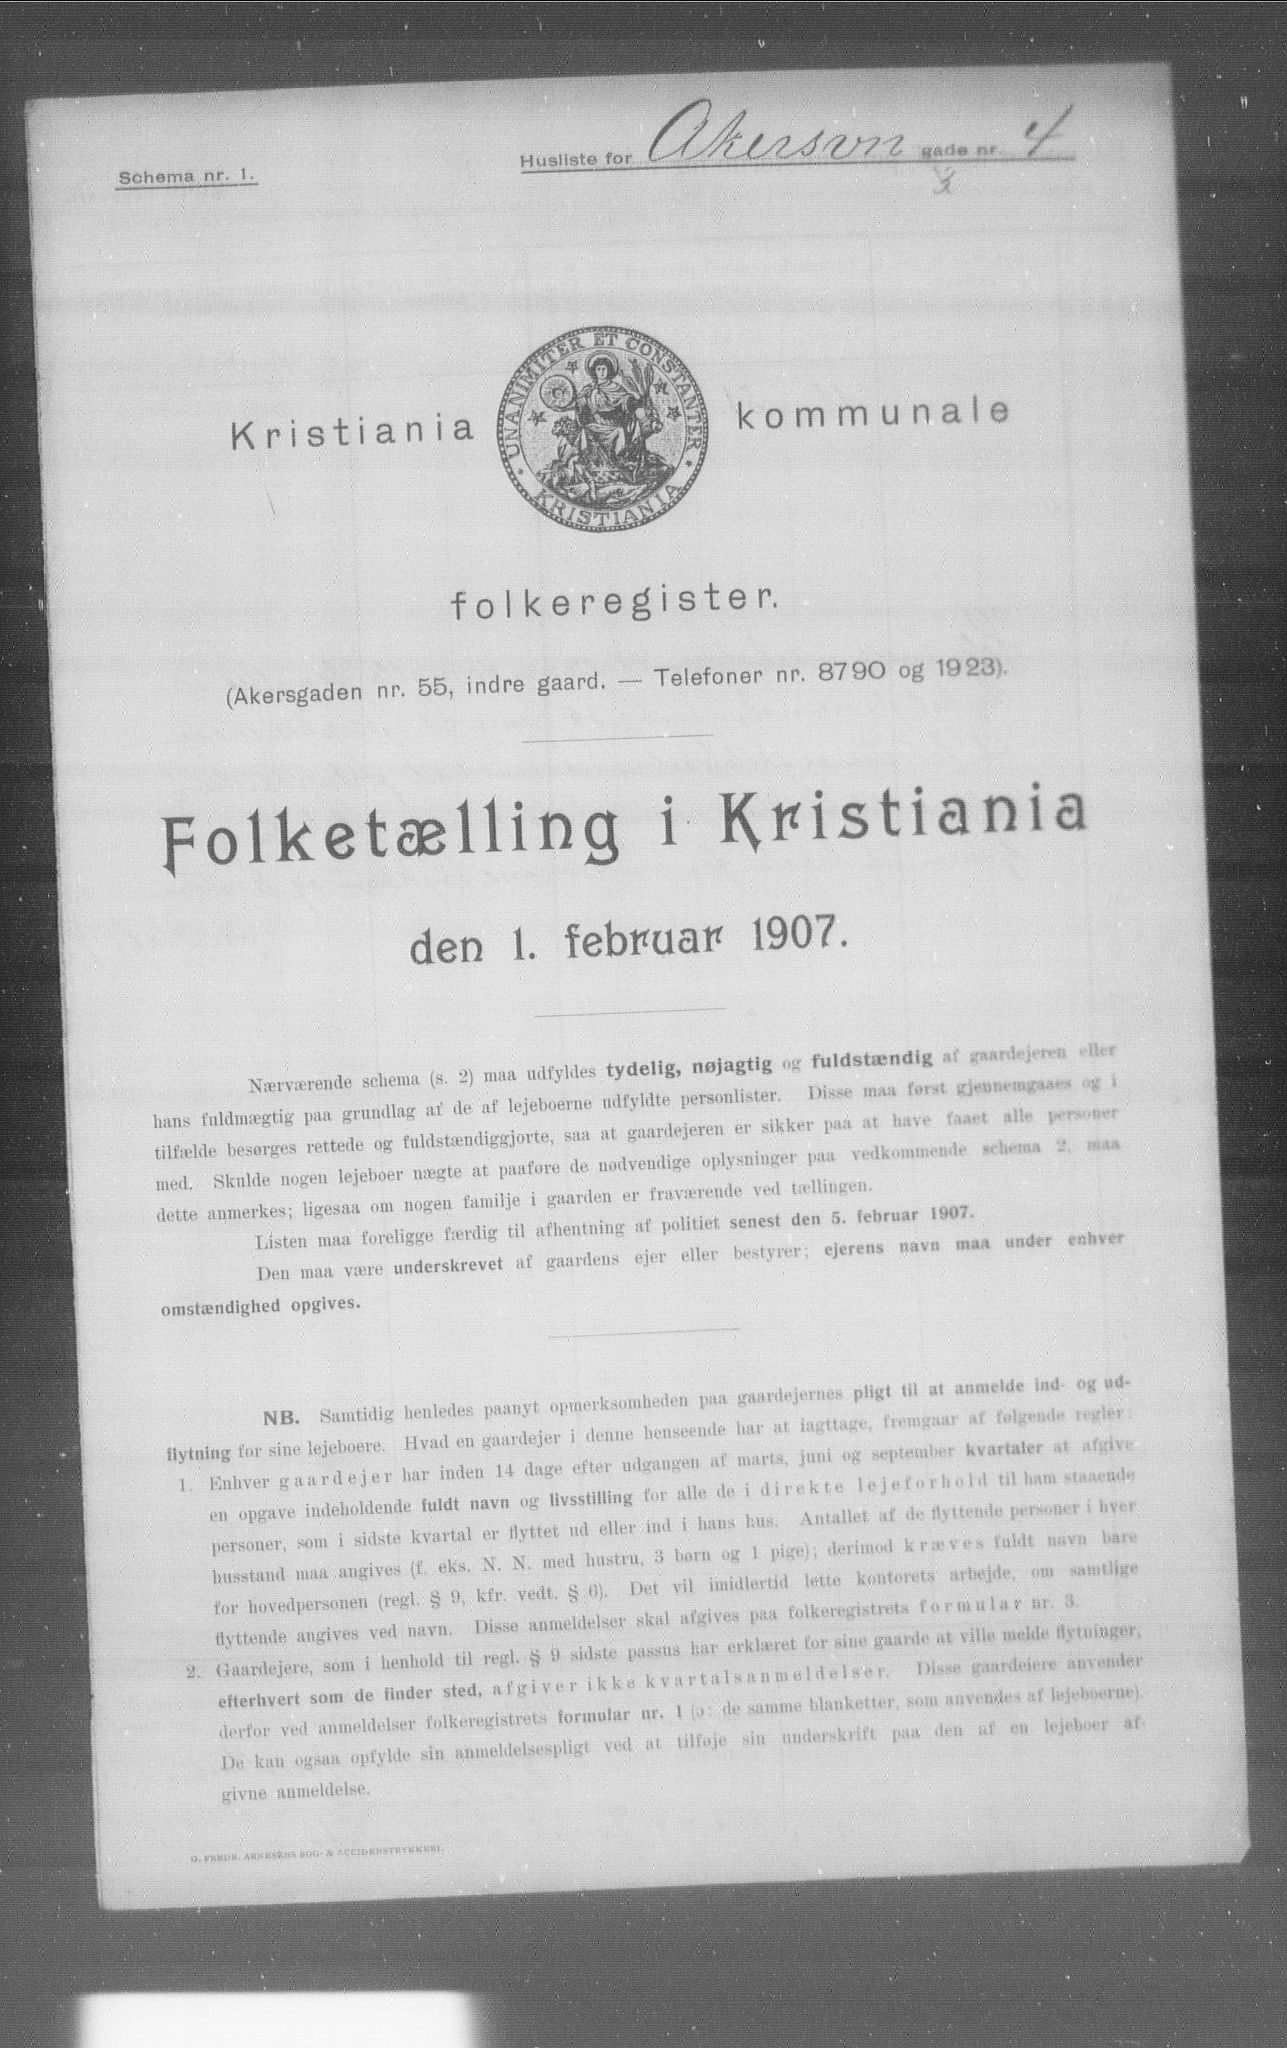 Schema nr. 1.
Husliste for Akersvn gade nr. 4
3
Kristiania kommunale
UNANIMITER ET CONSTANTER
KRISTIANIA
folkeregister.
(Akersgaden nr. 55, indre gaard. — Telefoner nr. 8790 og 1923).
Folketælling i Kristiania
den 1. februar 1907.
Nærværende schema (s. 2) maa udfyldes tydelig, nøjagtig og fuldstændig af gaardejeren eller
hans fuldmægtig paa grundlag af de af lejeboerne udfyldte personlister. Disse maa først gjennemgaaes og i
tilfælde besørges rettede og fuldstændiggjorte, saa at gaardejeren er sikker paa at have faaet alle personer
med. Skulde nogen lejeboer nægte at paaføre de nødvendige oplysninger paa vedkommende schema 2, maa
dette anmerkes; ligesaa om nogen familje i gaarden er fraværende ved tællingen.
Listen maa foreligge færdig til afhentning af politiet senest den 5. februar 1907.
Den maa være underskrevet af gaardens ejer eller bestyrer; ejerens navn maa under enhver
omstændighed opgives.
NB. Samtidig henledes paanyt opmerksomheden paa gaardejernes pligt til at anmelde ind- og ud-
flytning for sine lejeboere. Hvad en gaardejer i denne henseende har at iagttage, fremgaar af følgende regler:
1. Enhver gaardejer har inden 14 dage efter udgangen af marts, juni og september kvartaler at afgive
en opgave indeholdende fuldt navn og livsstilling for alle de i direkte lejeforhold til ham staaende
personer, som i sidste kvartal er flyttet ud eller ind i hans hus. Antallet af de flyttende personer i hver
husstand maa angives (f. eks. N. N. med hustru, 3 børn og 1 pige); derimod kræves fuldt navn bare
for hovedpersonen (regl. § 9, kfr. vedt. § 6). Det vil imidlertid lette kontorets arbejde, om samtlige
flyttende angives ved navn. Disse anmeldelser skal afgives paa folkeregistrets formular nr. 3.
2. Gaardejere, som i henhold til regl. § 9 sidste passus har erklæret for sine gaarde at ville melde flytninger,
efterhvert som de finder sted, afgiver ikke kvartalsanmeldelser. Disse gaardejere anvender
derfor ved anmeldelser folkeregistrets formular nr. 1 (ɔ: de samme blanketter, som anvendes af lejeboerne).
De kan ogsaa opfylde sin anmeldelsespligt ved at tilføje sin underskrift paa den af en lejeboer af-
givne anmeldelse.
O. FREDR. ARNESENS BOG- & ACCIDENSTRYKKERI.